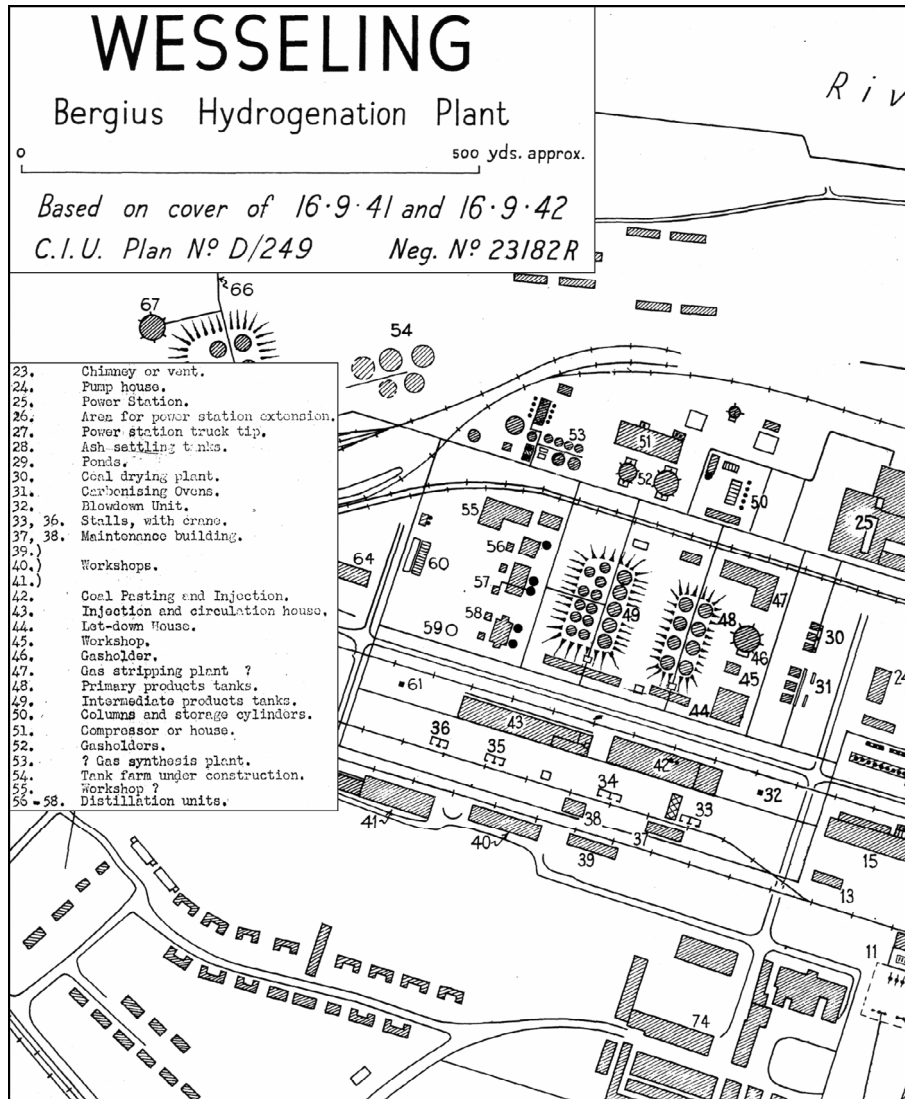 WESSELING
Bergius Hydrogenation Plant
0 500 yds. approx.
Based on cover of 16·9·41 and 16·9·42
C.I.U. Plan Nº D/249 Neg. Nº 23182R
Riv
66
67
54
23. Chimney or vent.
24. Pump house.
25. Power Station.
26. Area for power station extension.
27. Power station truck tip.
28. Ash settling tanks.
29. Ponds.
30. Coal drying plant.
31. Carbonising Ovens.
32. Blowdown Unit.
33, 36. Stalls, with crane.
37, 38. Maintenance building.
39.)
40.) Workshops.
41.)
42. Coal Pasting and Injection.
43. Injection and circulation house.
44. Let-down House.
45. Workshop.
46. Gasholder.
47. Gas stripping plant ?
48. Primary products tanks.
49. Intermediate products tanks.
50. Columns and storage cylinders.
51. Compressor or house.
52. Gasholders.
53. ? Gas synthesis plant.
54. Tank farm under construction.
55. Workshop ?
56 - 58. Distillation units.
53
51
52
50
55
25
56
64
60
57
49
48
47
58
59
46
30
45
31
24
61
44
43
36
35
42
34
32
33
41
40
38
37
39
15
13
11
74